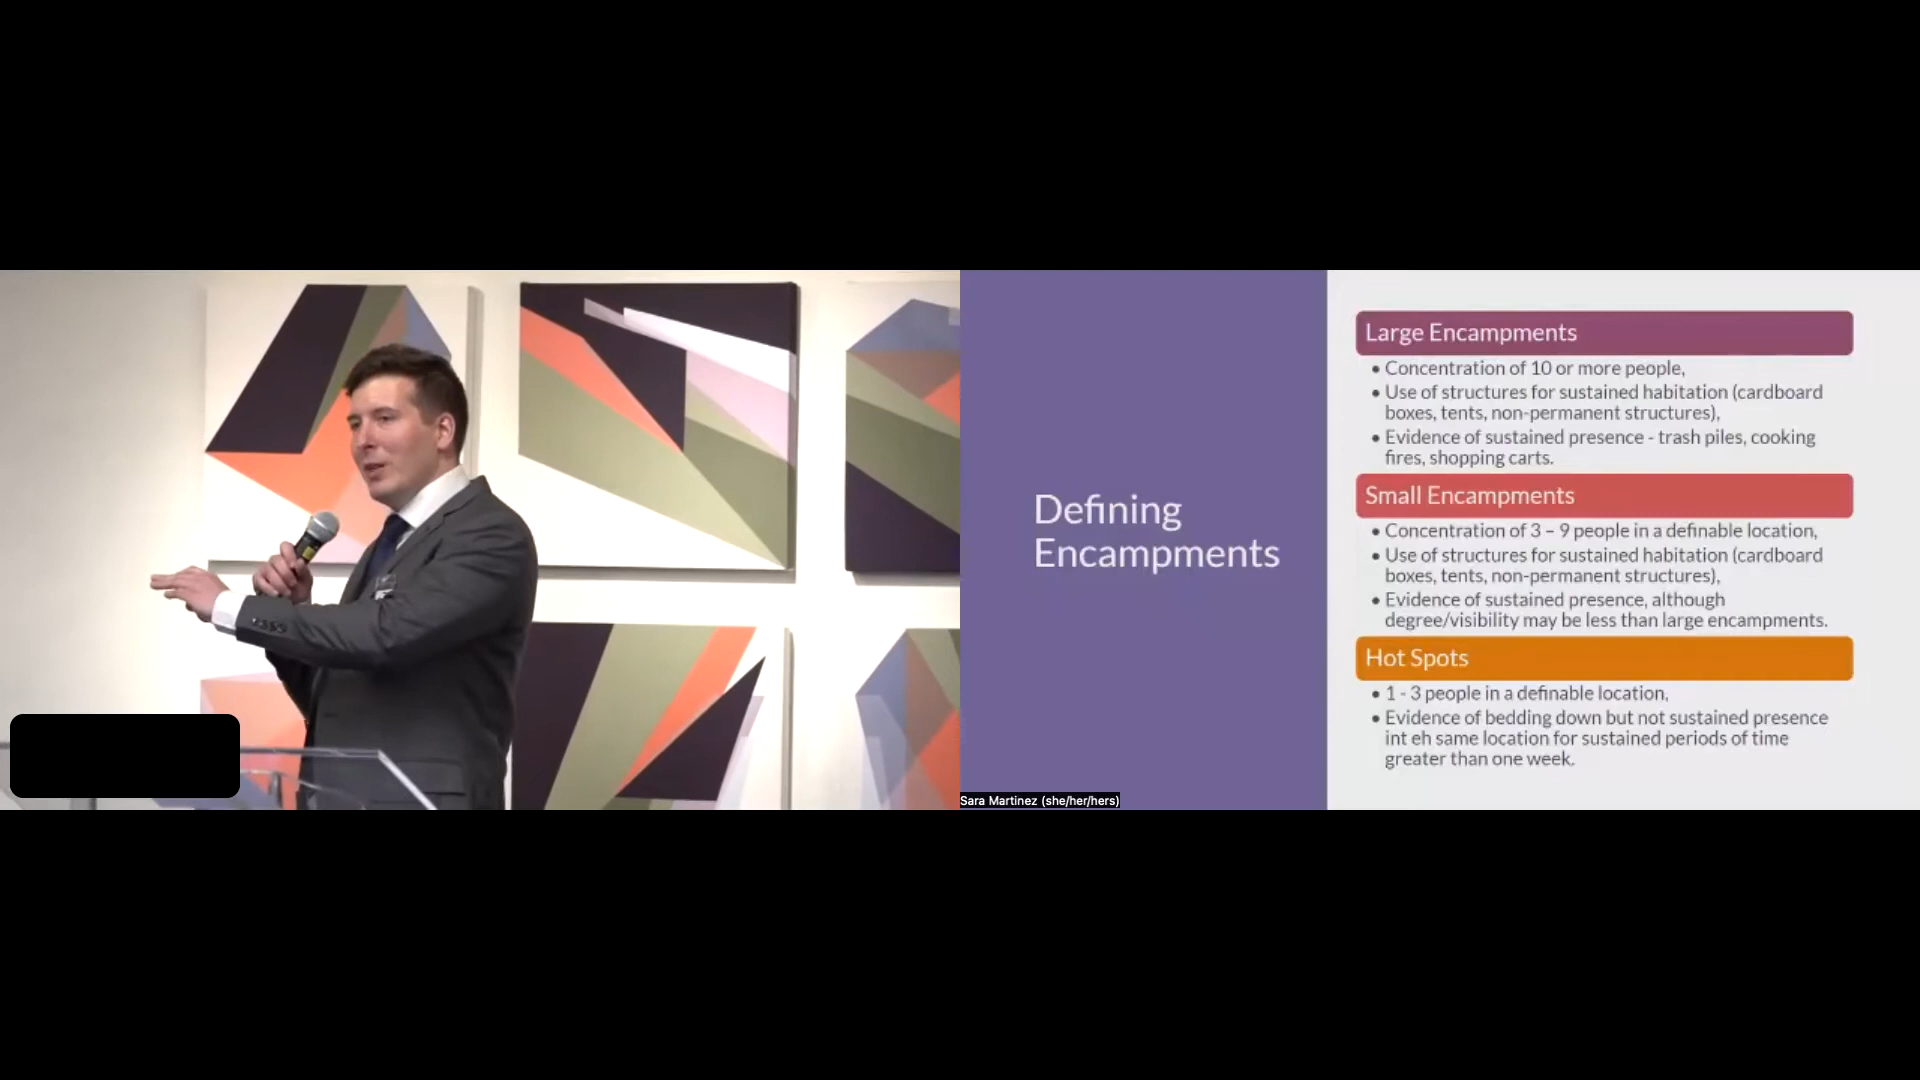 Defining
Encampments
Large Encampments
• Concentration of 10 or more people,
• Use of structures for sustained habitation (cardboard
boxes, tents, non-permanent structures),
• Evidence of sustained presence - trash piles, cooking
fires, shopping carts.
Small Encampments
• Concentration of 3 – 9 people in a definable location,
• Use of structures for sustained habitation (cardboard
boxes, tents, non-permanent structures),
• Evidence of sustained presence, although
degree/visibility may be less than large encampments.
Hot Spots
• 1 - 3 people in a definable location,
• Evidence of bedding down but not sustained presence
int eh same location for sustained periods of time
greater than one week.
Sara Martinez (she/her/hers)